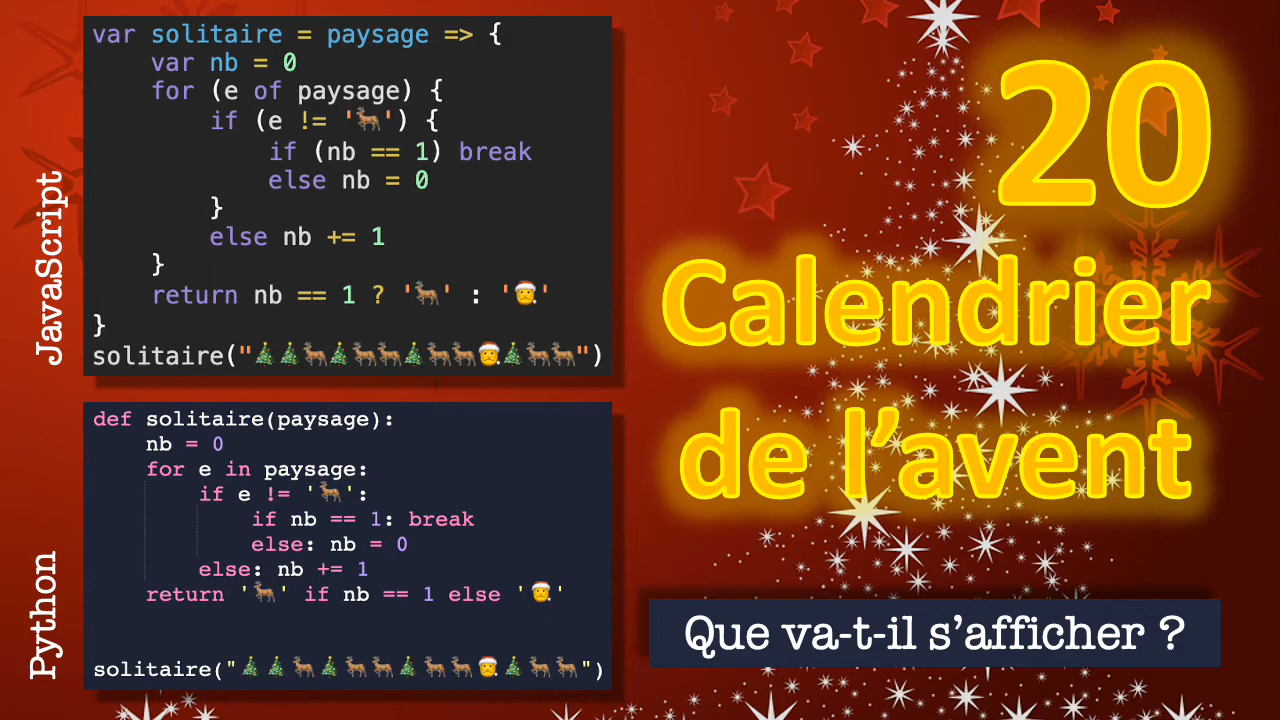 JavaScript
var solitaire = paysage => {
    var nb = 0
    for (e of paysage) {
        if (e != '🦌') {
            if (nb == 1) break
            else nb = 0
        }
        else nb += 1
    }
    return nb == 1 ? '🦌' : '🎅'
}
solitaire("🎄🎄🦌🎄🦌🦌🎄🦌🦌🎅🎄🦌🦌")
Python
def solitaire(paysage):
    nb = 0
    for e in paysage:
        if e != '🦌':
            if nb == 1: break
            else: nb = 0
        else: nb += 1
    return '🦌' if nb == 1 else '🎅'
solitaire("🎄🎄🦌🎄🦌🦌🎄🦌🦌🎅🎄🦌🦌")
20
Calendrier
de l’avent
Que va-t-il s’afficher ?